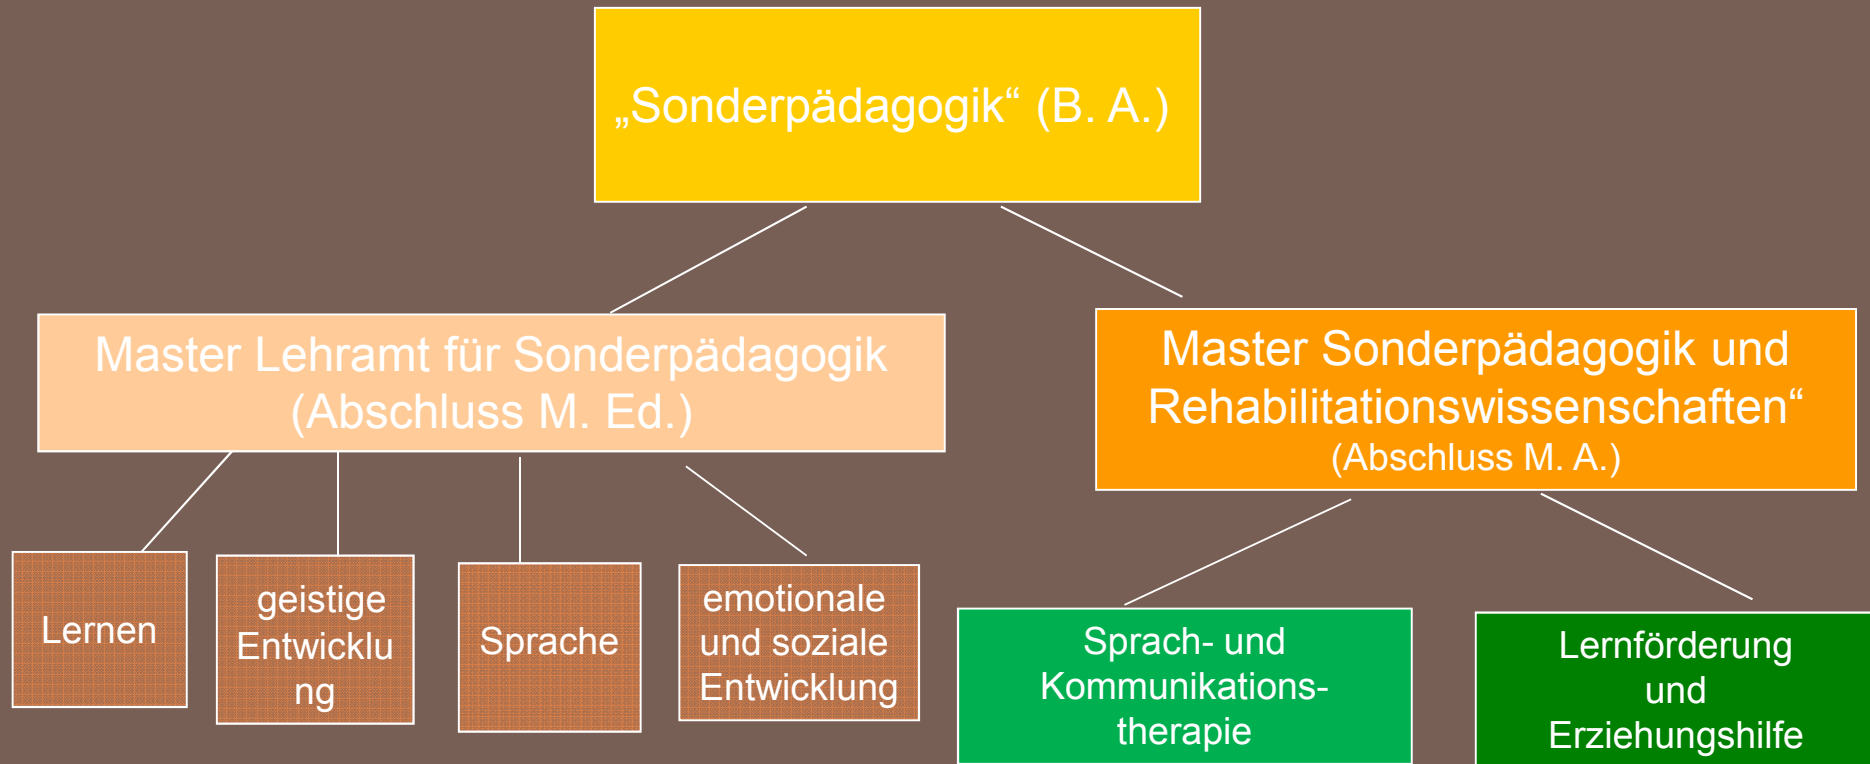 „Sonderpädagogik“ (B. A.)
Master Lehramt für Sonderpädagogik
(Abschluss M. Ed.)
Master Sonderpädagogik und
Rehabilitationswissenschaften“
(Abschluss M. A.)
Lernen
geistige
Entwicklu
ng
Sprache
emotionale
und soziale
Entwicklung
Sprach- und
Kommunikations-
therapie
Lernförderung
und
Erziehungshilfe